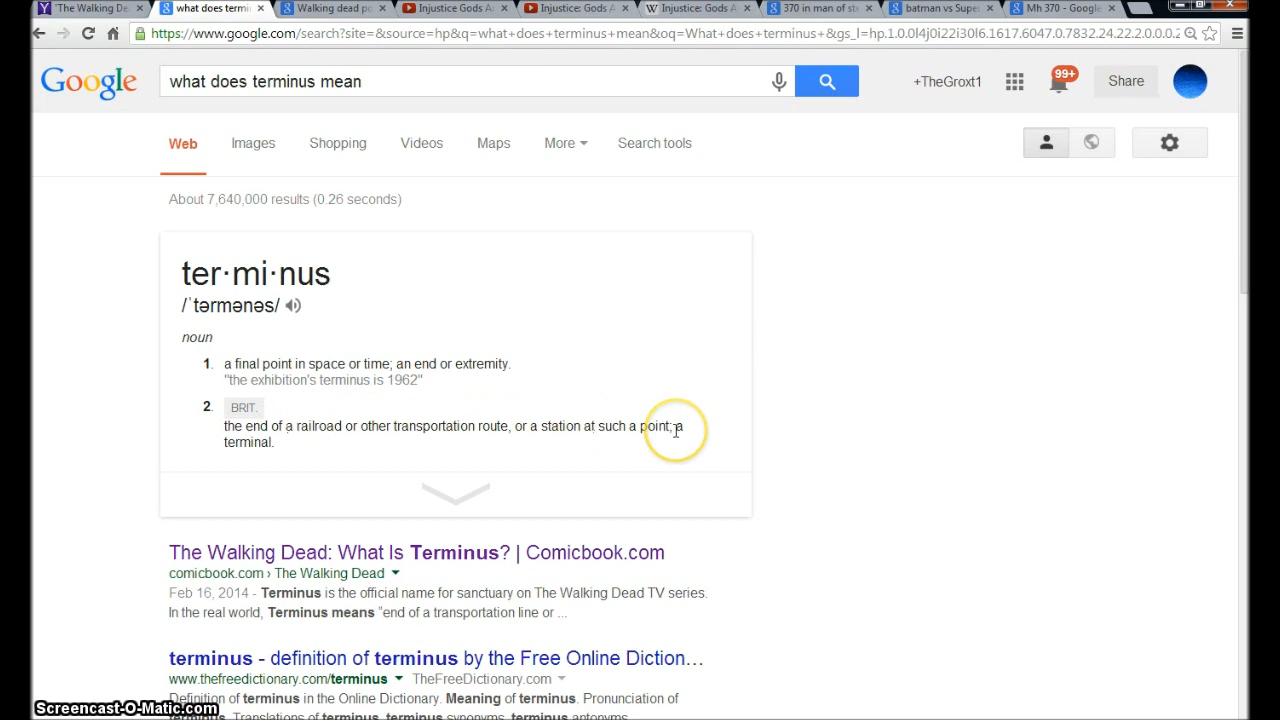 'The Walking De
what does termi
Walking dead po
Injustice Gods A
Injustice: Gods A
Injustice: Gods A
370 in man of st
batman vs Super
Mh 370 - Google
https://www.google.com/search?site=&source=hp&q=what+does+terminus+mean&oq=What+does+terminus+&gs_l=hp.1.0.0l4j0i22i30l6.1617.6047.0.7832.24.22.2.0.0.0.2
Google
what does terminus mean
+TheGroxt1
99+
Share
Web Images Shopping Videos Maps More Search tools
About 7,640,000 results (0.26 seconds)
ter·mi·nus
/ˈtərmənəs/
noun
1. a final point in space or time; an end or extremity.
"the exhibition's terminus is 1962"
2. BRIT.
the end of a railroad or other transportation route, or a station at such a point; a
terminal.
The Walking Dead: What Is Terminus? | Comicbook.com
comicbook.com › The Walking Dead
Feb 16, 2014 - Terminus is the official name for sanctuary on The Walking Dead TV series.
In the real world, Terminus means "end of a transportation line or ...
terminus - definition of terminus by the Free Online Diction…
www.thefreedictionary.com/terminus TheFreeDictionary.com
Definition of terminus in the Online Dictionary. Meaning of terminus. Pronunciation of
terminus. Translations of terminus. terminus synonyms, terminus antonyms.
Screencast-O-Matic.com